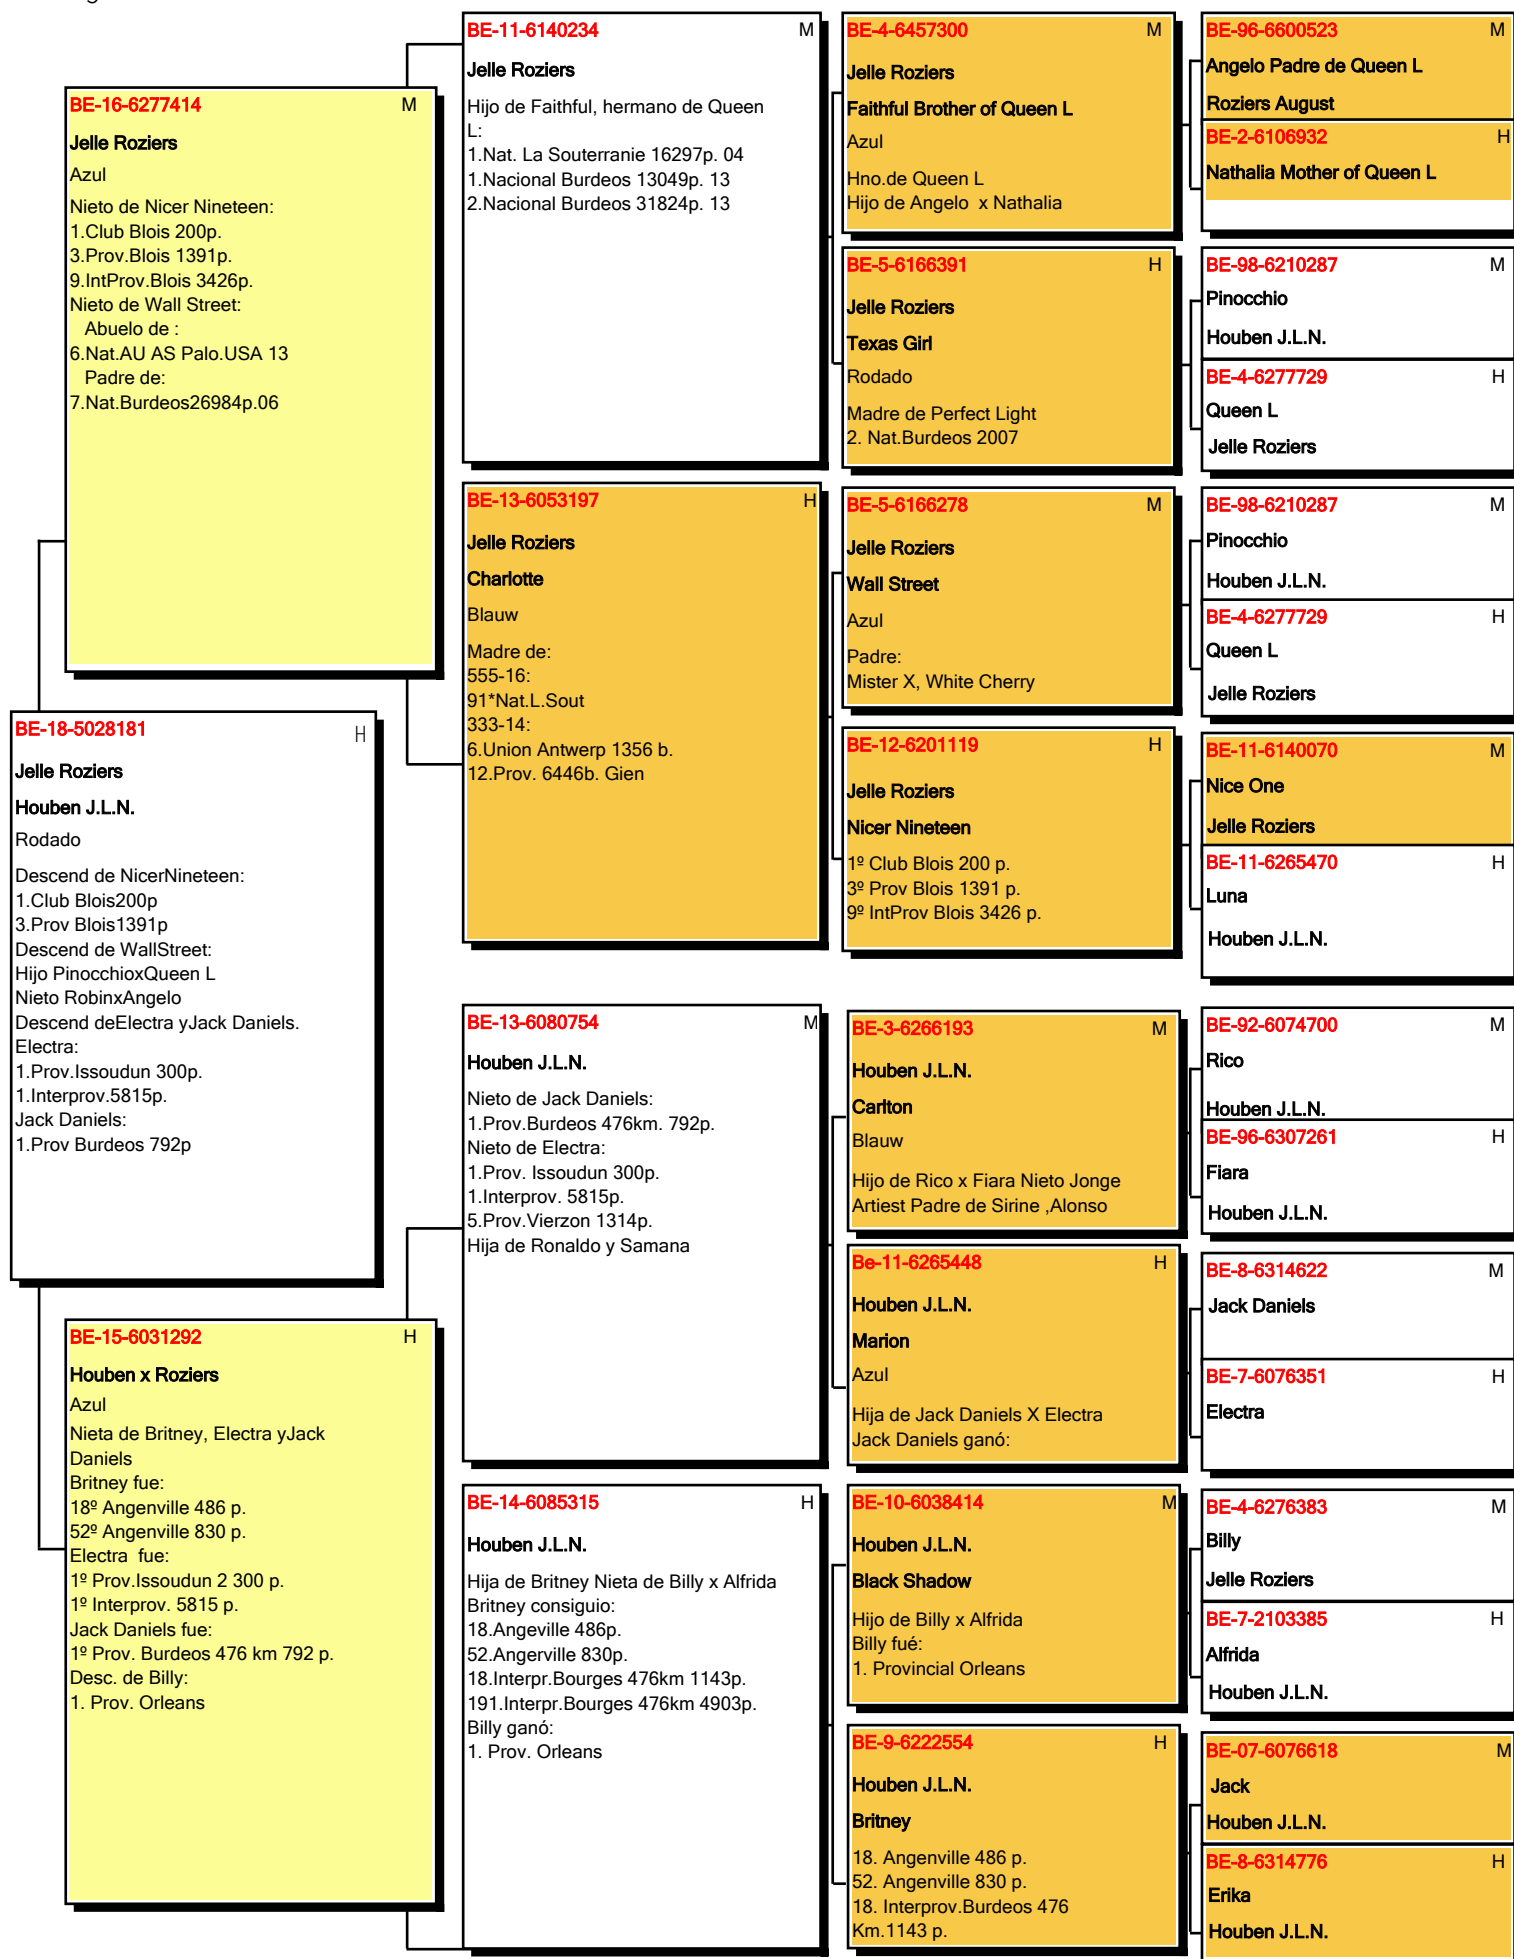 BE-18-5028181 H
Jelle Roziers
Houben J.L.N.
Rodado
Descend de NicerNineteen:
1.Club Blois200p
3.Prov Blois1391p
Descend de WallStreet:
Hijo PinocchioxQueen L
Nieto RobinxAngelo
Descend deElectra yJack Daniels.
Electra:
1.Prov.Issoudun 300p.
1.Interprov.5815p.
Jack Daniels:
1.Prov Burdeos 792p
BE-16-6277414 M
Jelle Roziers
Azul
Nieto de Nicer Nineteen:
1.Club Blois 200p.
3.Prov.Blois 1391p.
9.IntProv.Blois 3426p.
Nieto de Wall Street:
Abuelo de :
6.Nat.AU AS Palo.USA 13
Padre de:
7.Nat.Burdeos26984p.06
BE-15-6031292 H
Houben x Roziers
Azul
Nieta de Britney, Electra yJack
Daniels
Britney fue:
18º Angenville 486 p.
52º Angenville 830 p.
Electra fue:
1º Prov.Issoudun 2 300 p.
1º Interprov. 5815 p.
Jack Daniels fue:
1º Prov. Burdeos 476 km 792 p.
Desc. de Billy:
1. Prov. Orleans
BE-11-6140234 M
Jelle Roziers
Hijo de Faithful, hermano de Queen
L:
1.Nat. La Souterranie 16297p. 04
1.Nacional Burdeos 13049p. 13
2.Nacional Burdeos 31824p. 13
BE-13-6053197 H
Jelle Roziers
Charlotte
Blauw
Madre de:
555-16:
91*Nat.L.Sout
333-14:
6.Union Antwerp 1356 b.
12.Prov. 6446b. Gien
BE-13-6080754 M
Houben J.L.N.
Nieto de Jack Daniels:
1.Prov.Burdeos 476km. 792p.
Nieto de Electra:
1.Prov. Issoudun 300p.
1.Interprov. 5815p.
5.Prov.Vierzon 1314p.
Hija de Ronaldo y Samana
BE-14-6085315 H
Houben J.L.N.
Hija de Britney Nieta de Billy x Alfrida
Britney consiguio:
18.Angeville 486p.
52.Angerville 830p.
18.Interpr.Bourges 476km 1143p.
191.Interpr.Bourges 476km 4903p.
Billy ganó:
1. Prov. Orleans
BE-4-6457300 M
Jelle Roziers
Faithful Brother of Queen L
Azul
Hno.de Queen L
Hijo de Angelo x Nathalia
BE-5-6166391 H
Jelle Roziers
Texas Girl
Rodado
Madre de Perfect Light
2. Nat.Burdeos 2007
BE-5-6166278 M
Jelle Roziers
Wall Street
Azul
Padre:
Mister X, White Cherry
BE-12-6201119 H
Jelle Roziers
Nicer Nineteen
1º Club Blois 200 p.
3º Prov Blois 1391 p.
9º IntProv Blois 3426 p.
BE-3-6266193 M
Houben J.L.N.
Carlton
Blauw
Hijo de Rico x Fiara Nieto Jonge
Artiest Padre de Sirine ,Alonso
Be-11-6265448 H
Houben J.L.N.
Marion
Azul
Hija de Jack Daniels X Electra
Jack Daniels ganó:
BE-10-6038414 M
Houben J.L.N.
Black Shadow
Hijo de Billy x Alfrida
Billy fué:
1. Provincial Orleans
BE-9-6222554 H
Houben J.L.N.
Britney
18. Angenville 486 p.
52. Angenville 830 p.
18. Interprov.Burdeos 476
Km.1143 p.
BE-96-6600523 M
Angelo Padre de Queen L
Roziers August
BE-2-6106932 H
Nathalia Mother of Queen L
BE-98-6210287 M
Pinocchio
Houben J.L.N.
BE-4-6277729 H
Queen L
Jelle Roziers
BE-98-6210287 M
Pinocchio
Houben J.L.N.
BE-4-6277729 H
Queen L
Jelle Roziers
BE-11-6140070 M
Nice One
Jelle Roziers
BE-11-6265470 H
Luna
Houben J.L.N.
BE-92-6074700 M
Rico
Houben J.L.N.
BE-96-6307261 H
Fiara
Houben J.L.N.
BE-8-6314622 M
Jack Daniels
BE-7-6076351 H
Electra
BE-4-6276383 M
Billy
Jelle Roziers
BE-7-2103385 H
Alfrida
Houben J.L.N.
BE-07-6076618 M
Jack
Houben J.L.N.
BE-8-6314776 H
Erika
Houben J.L.N.